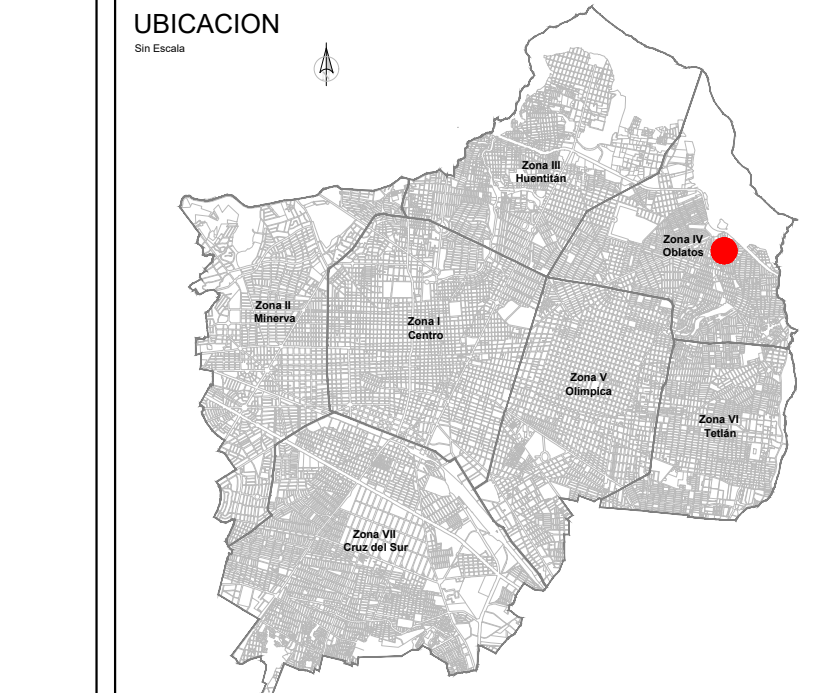 UBICACION
Sin Escala
Zona III
Huentitán
Zona IV
Oblatos
Zona II
Minerva
Zona I
Centro
Zona V
Olímpica
Zona VI
Tetlán
Zona VII
Cruz del Sur